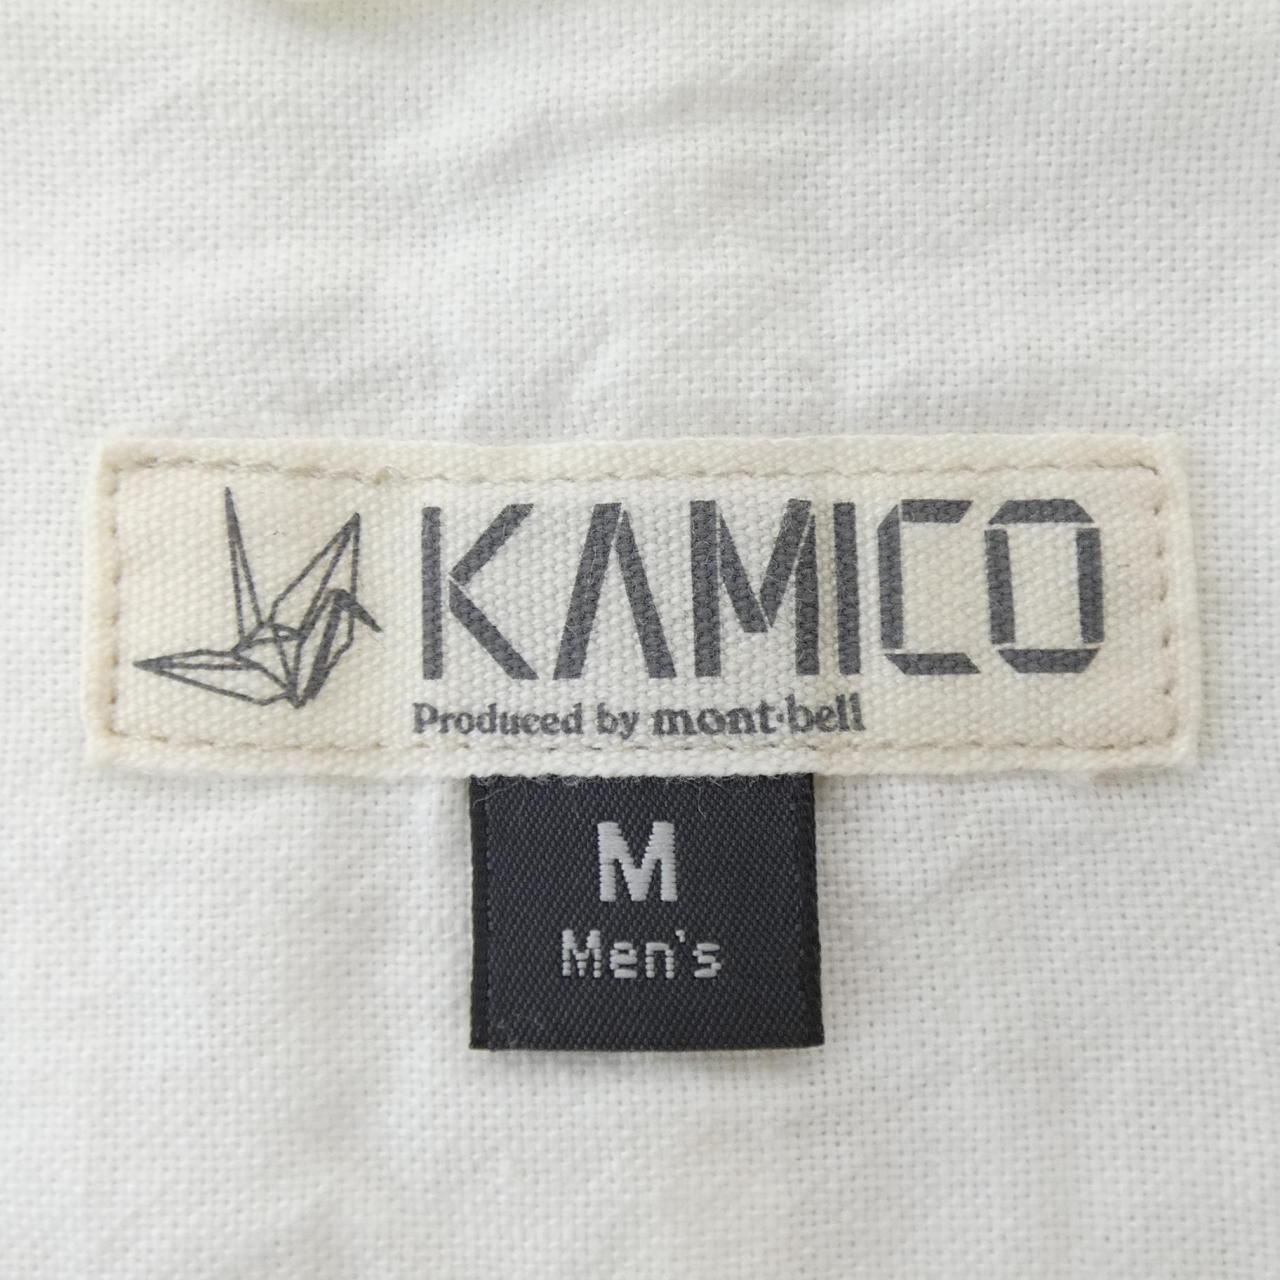 KAMICO
Produced by mont·bell
M
Men's